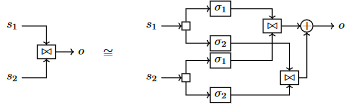 s₁ ⋈ o s₂
≅
s₁ σ₁ σ₂ ⋈ + o
s₂ σ₁ σ₂ ⋈